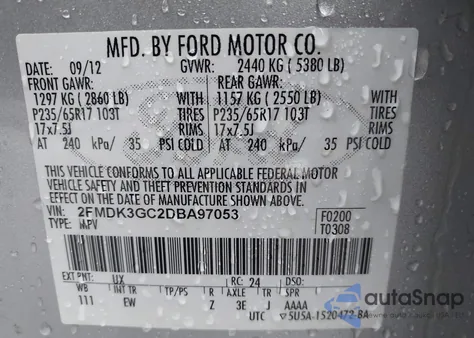 MFD. BY FORD MOTOR CO.
DATE: 09/12 GVWR: 2440 KG ( 5380 LB)
FRONT GAWR: REAR GAWR:
1297 KG ( 2860 LB) WITH 1157 KG ( 2550 LB) WITH
P235/65R17 103T TIRES P235/65R17 103T TIRES
17x7.5J RIMS 17x7.5J RIMS
AT 240 kPa/ 35 PSI COLD AT 240 kPa/ 35 PSI COLD
THIS VEHICLE CONFORMS TO ALL APPLICABLE FEDERAL MOTOR
VEHICLE SAFETY AND THEFT PREVENTION STANDARDS IN
EFFECT ON THE DATE OF MANUFACTURE SHOWN ABOVE.
VIN: 2FMDK3GC2DBA97053 F0200
TYPE: MPV T0308
EXT PNT: UX RC: 24 DSO:
WB INT TR TP/PS R AXLE TR SPR
111 EW Z 3E J AAAA
UTC 5U5A-1520472-BA
autoSnap